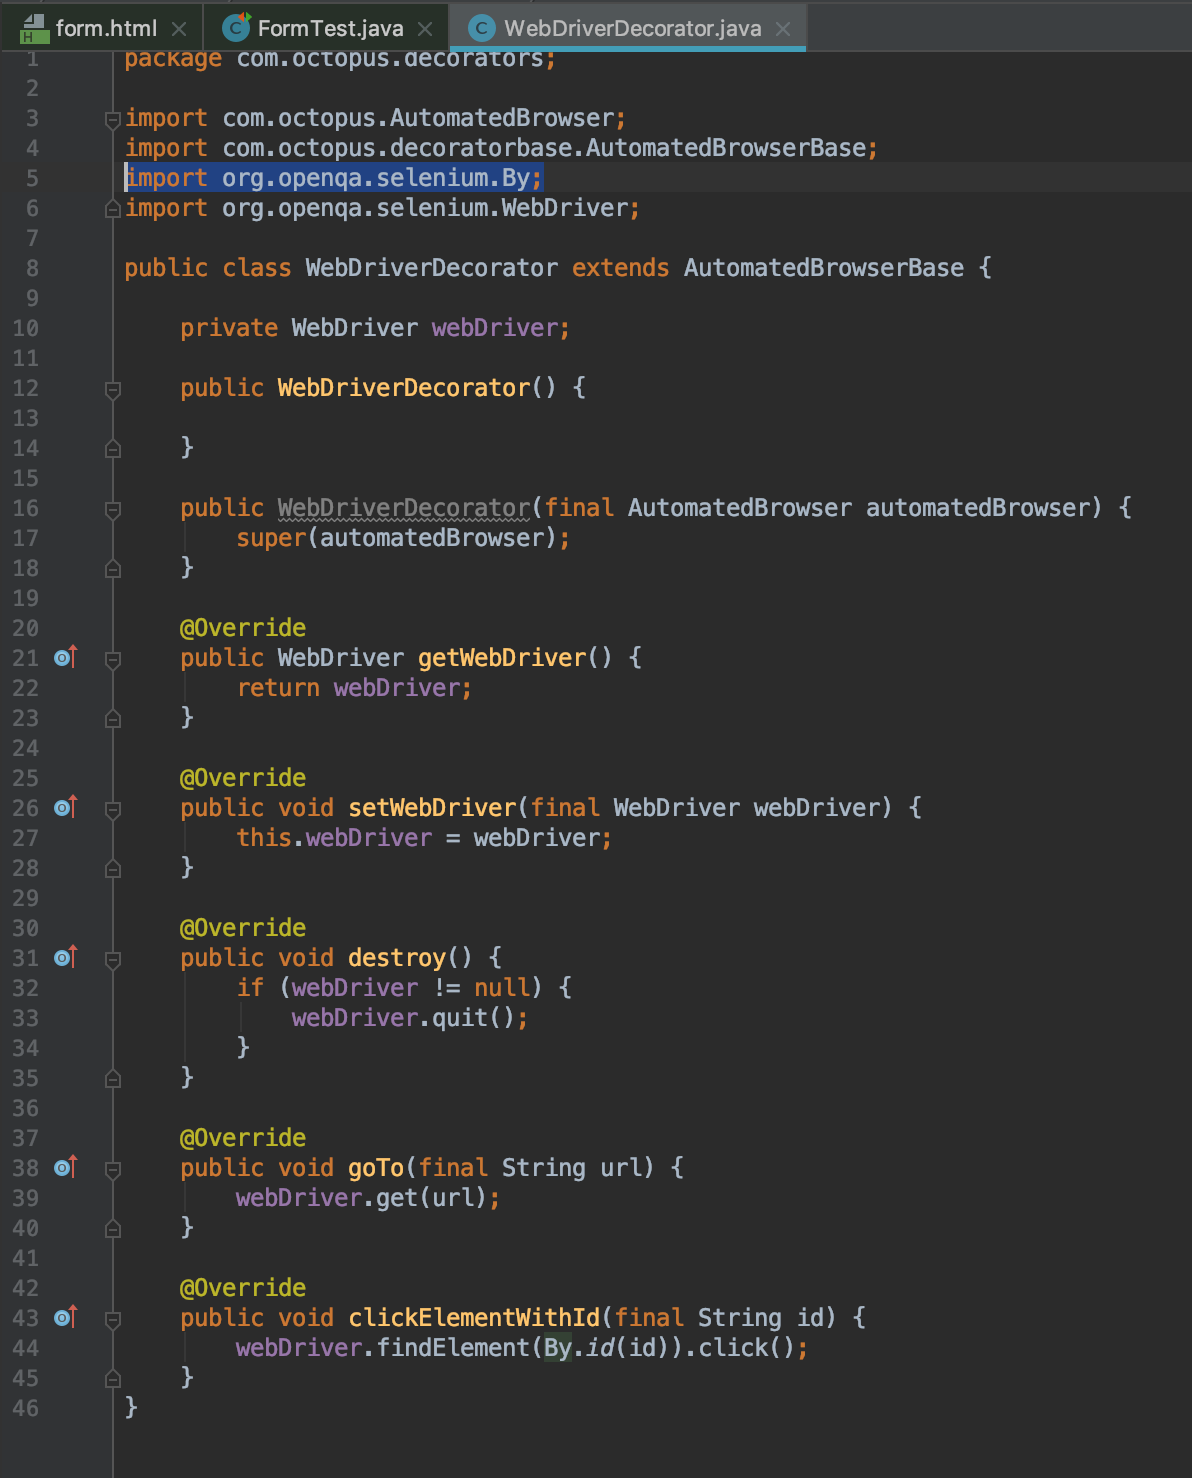 form.html FormTest.java WebDriverDecorator.java
1 package com.octopus.decorators;
2
3 import com.octopus.AutomatedBrowser;
4 import com.octopus.decoratorbase.AutomatedBrowserBase;
5 import org.openqa.selenium.By;
6 import org.openqa.selenium.WebDriver;
7
8 public class WebDriverDecorator extends AutomatedBrowserBase {
9
10     private WebDriver webDriver;
11
12     public WebDriverDecorator() {
13
14     }
15
16     public WebDriverDecorator(final AutomatedBrowser automatedBrowser) {
17         super(automatedBrowser);
18     }
19
20     @Override
21     public WebDriver getWebDriver() {
22         return webDriver;
23     }
24
25     @Override
26     public void setWebDriver(final WebDriver webDriver) {
27         this.webDriver = webDriver;
28     }
29
30     @Override
31     public void destroy() {
32         if (webDriver != null) {
33             webDriver.quit();
34         }
35     }
36
37     @Override
38     public void goTo(final String url) {
39         webDriver.get(url);
40     }
41
42     @Override
43     public void clickElementWithId(final String id) {
44         webDriver.findElement(By.id(id)).click();
45     }
46 }